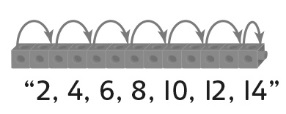 “2, 4, 6, 8, 10, 12, 14”